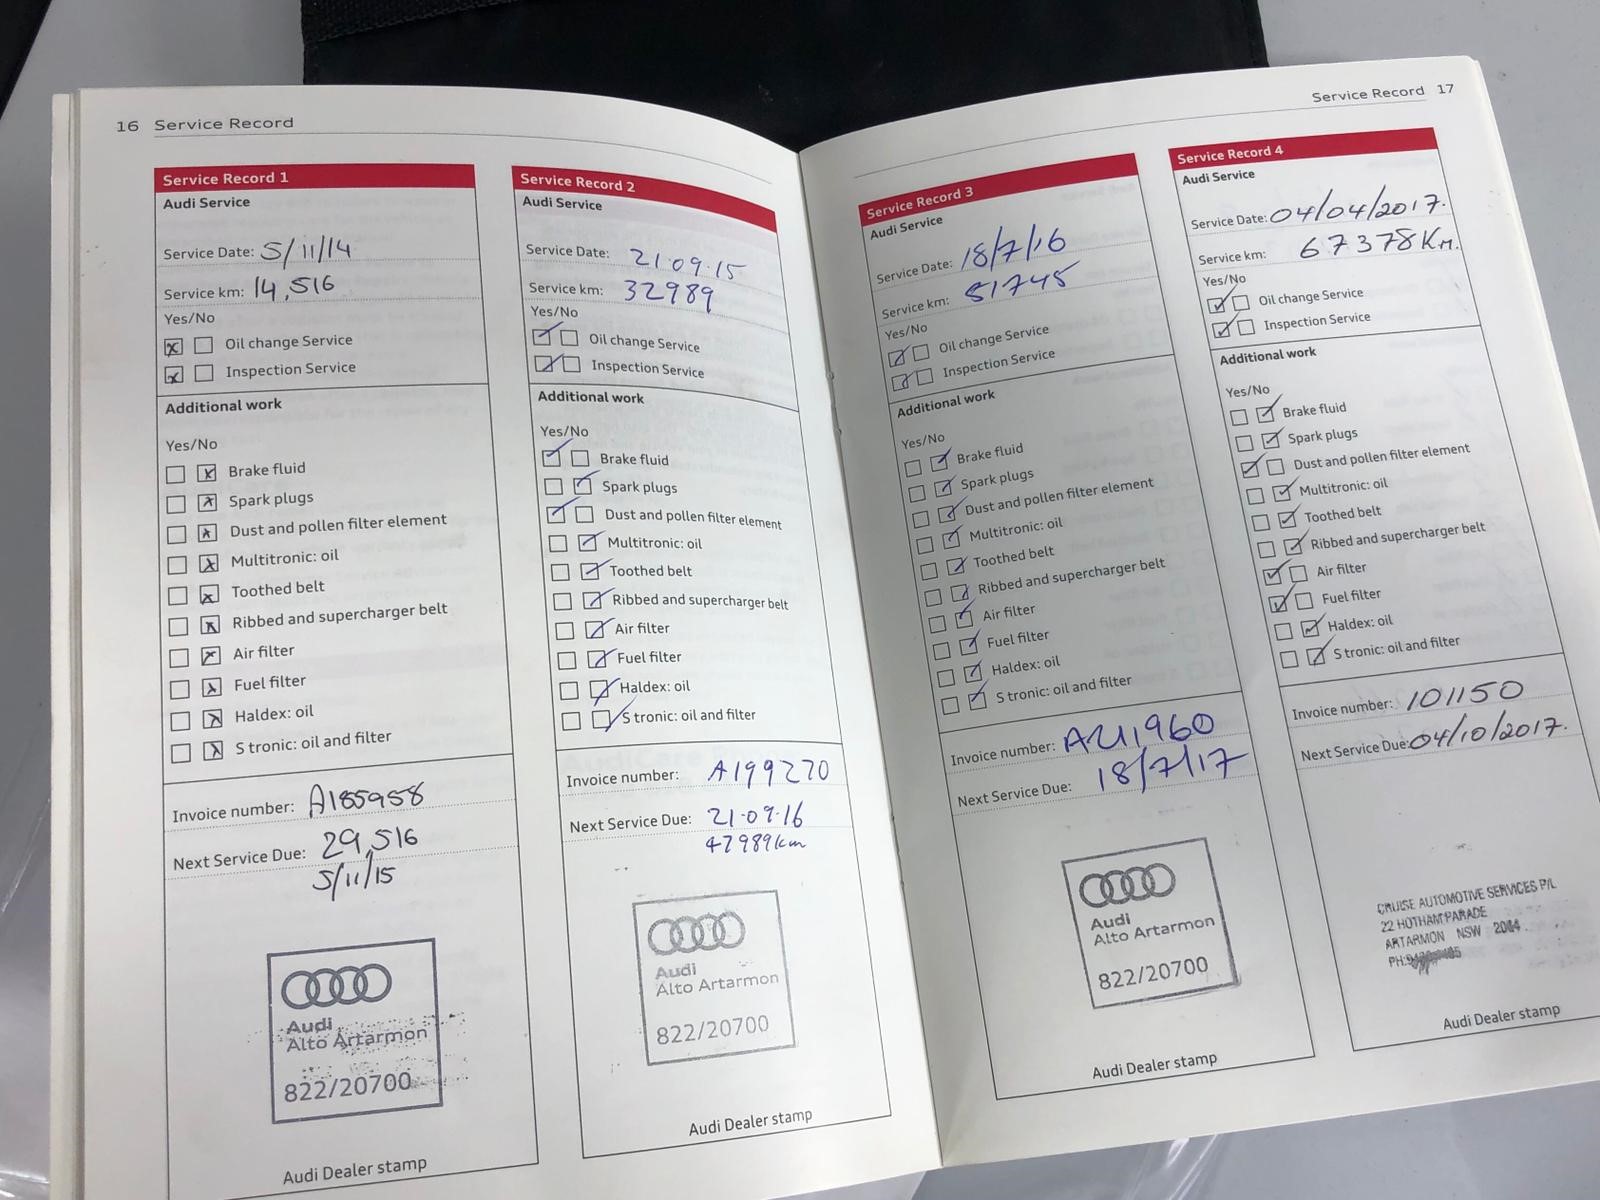 16 Service Record
Service Record 1
Audi Service
Service Date: 5/11/14
Service km: 14,516
Yes/No
Oil change Service
Inspection Service
Additional work
Yes/No
Brake fluid
Spark plugs
Dust and pollen filter element
Multitronic: oil
Toothed belt
Ribbed and supercharger belt
Air filter
Fuel filter
Haldex: oil
S tronic: oil and filter
Invoice number: A185958
Next Service Due: 29,516
5/11/15
Audi
Alto Artarmon
822/20700
Audi Dealer stamp
Service Record 2
Audi Service
Service Date: 21·09·15
Service km: 32989
Yes/No
Oil change Service
Inspection Service
Additional work
Yes/No
Brake fluid
Spark plugs
Dust and pollen filter element
Multitronic: oil
Toothed belt
Ribbed and supercharger belt
Air filter
Fuel filter
Haldex: oil
S tronic: oil and filter
Invoice number: A199270
Next Service Due: 21·09·16
47989km
Audi
Alto Artarmon
822/20700
Audi Dealer stamp
Service Record 17
Service Record 3
Audi Service
Service Date: 18/7/16
Service km: 51745
Yes/No
Oil change Service
Inspection Service
Additional work
Yes/No
Brake fluid
Spark plugs
Dust and pollen filter element
Multitronic: oil
Toothed belt
Ribbed and supercharger belt
Air filter
Fuel filter
Haldex: oil
S tronic: oil and filter
Invoice number: A211960
Next Service Due: 18/7/17
Audi
Alto Artarmon
822/20700
Audi Dealer stamp
Service Record 4
Audi Service
Service Date: 04/04/2017.
Service km: 67378Km.
Yes/No
Oil change Service
Inspection Service
Additional work
Yes/No
Brake fluid
Spark plugs
Dust and pollen filter element
Multitronic: oil
Toothed belt
Ribbed and supercharger belt
Air filter
Fuel filter
Haldex: oil
S tronic: oil and filter
Invoice number: 101150
Next Service Due: 04/10/2017.
CRUISE AUTOMOTIVE SERVICES P/L
22 HOTHAM PARADE
ARTARMON NSW 2064
PH:
Audi Dealer stamp